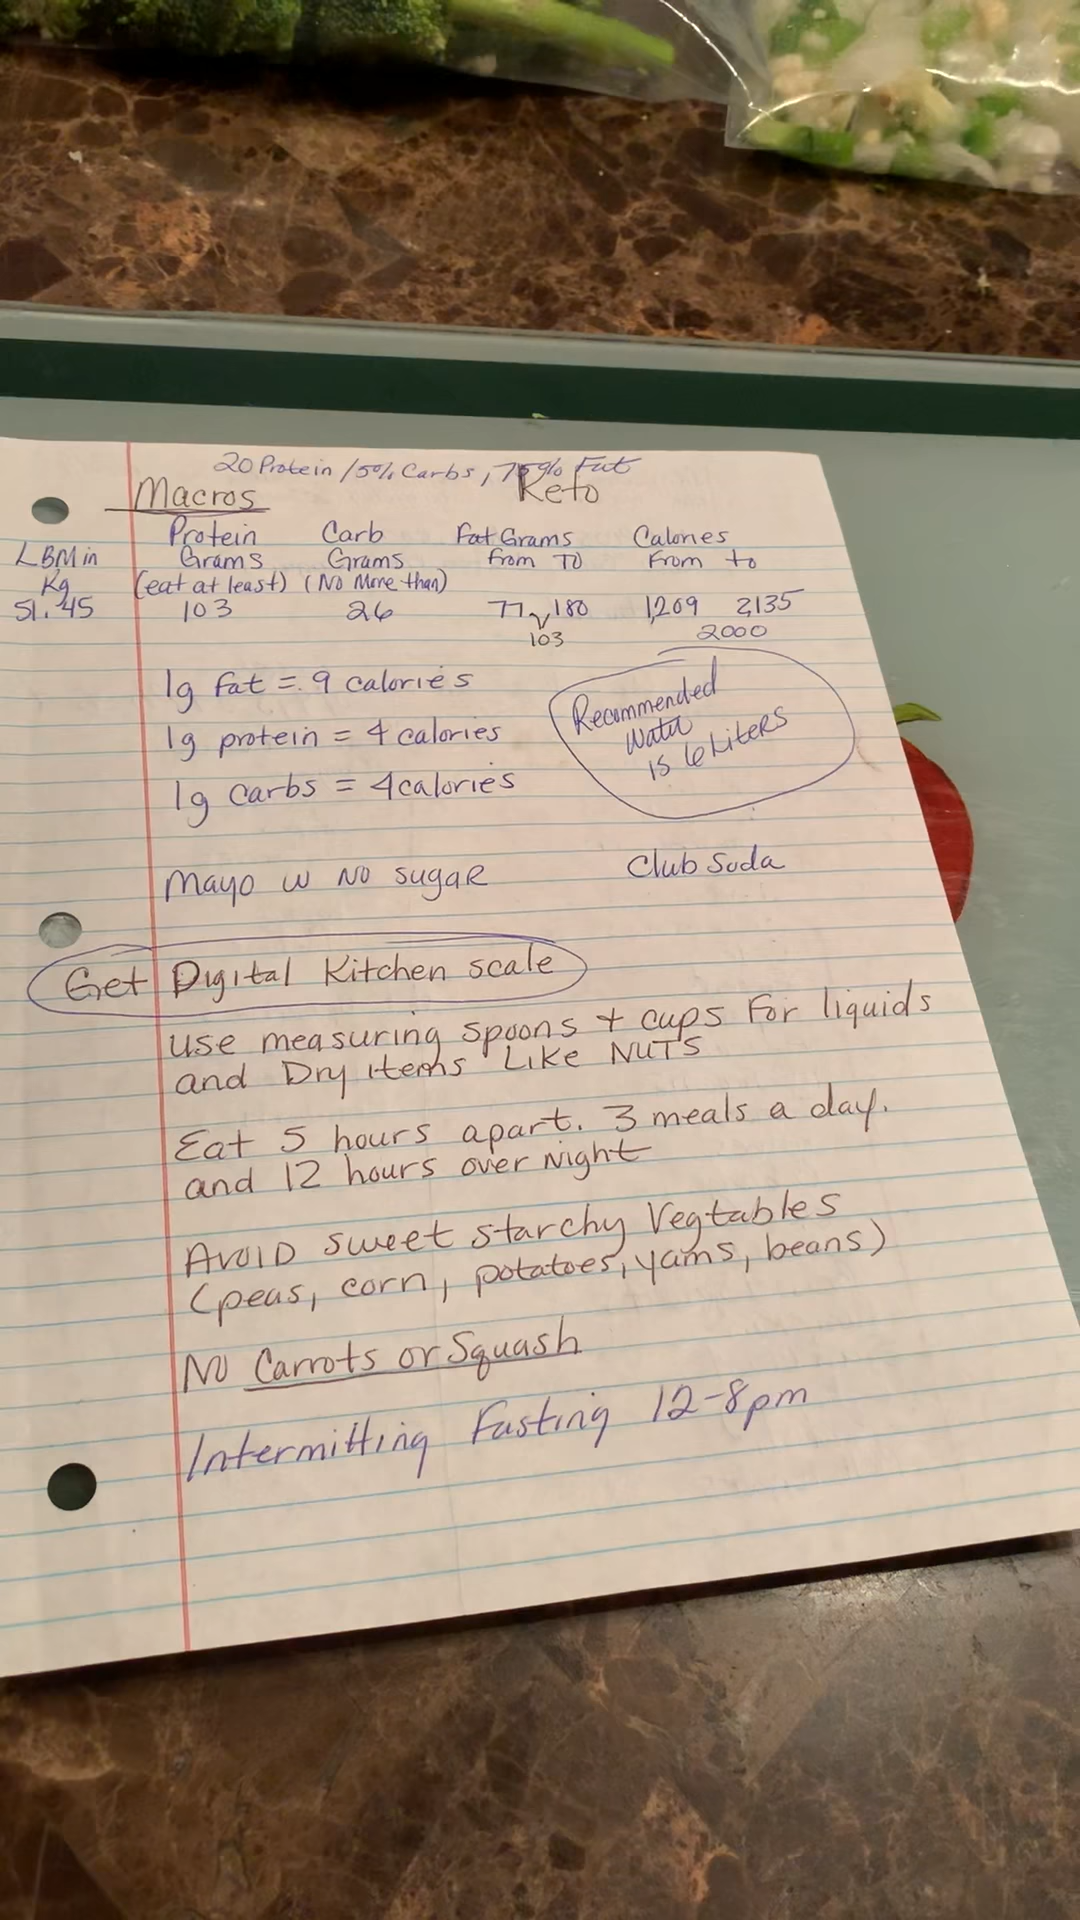 20 Protein / 5% Carbs, 75% Fat
Macros Keto
Protein Carb Fat Grams Calories
LBM in Grams Grams from To From to
Kg (eat at least) (No More than)
51.45 103 26 77 180 1,209 2,135
103 2000
1g fat = 9 calories
1g protein = 4 calories
1g carbs = 4 calories
Recommended
Water
is 6 Liters
Mayo w No sugar Club Soda
Get Digital Kitchen scale
use measuring spoons + cups For liquids
and Dry items Like NUTS
Eat 5 hours apart. 3 meals a day.
and 12 hours over night
Avoid sweet starchy Vegtables
(peas, corn, potatoes, yams, beans)
No Carrots or Squash
Intermitting Fasting 12-8pm